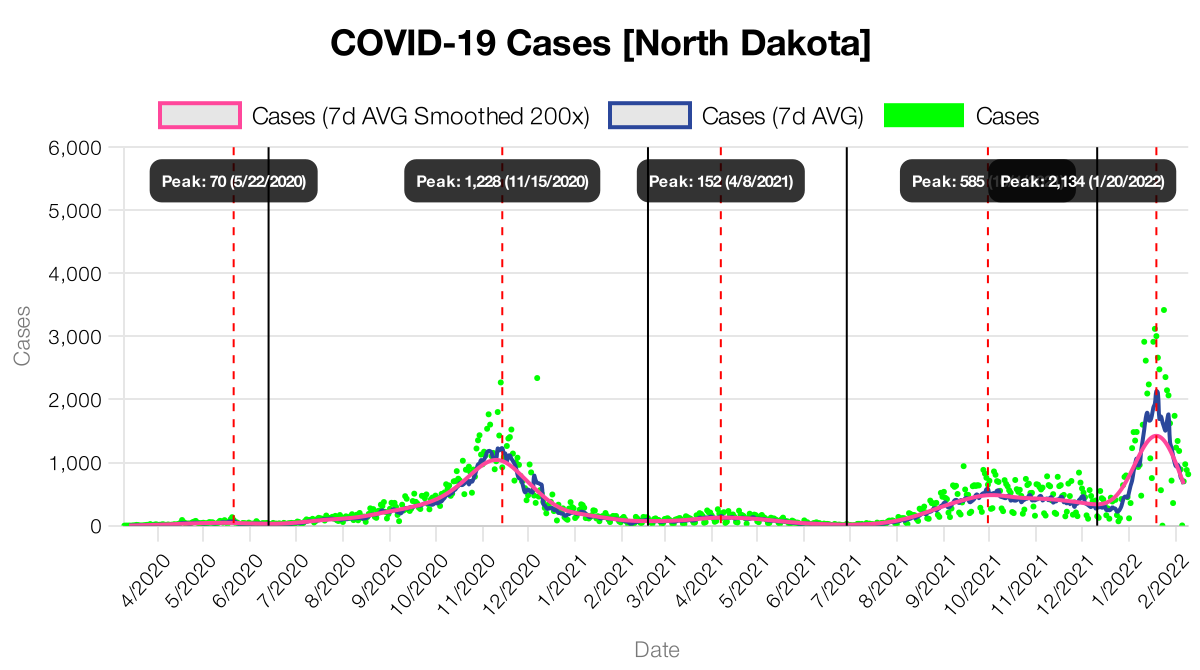 COVID-19 Cases [North Dakota]
Cases (7d AVG Smoothed 200x) Cases (7d AVG) Cases
6,000
Peak: 70 (5/22/2020) Peak: 1,228 (11/15/2020) Peak: 152 (4/8/2021) Peak: 585 Peak: 2,134 (1/20/2022)
5,000
4,000
3,000
2,000
1,000
0
Cases
4/2020 5/2020 6/2020 7/2020 8/2020 9/2020 10/2020 11/2020 12/2020 1/2021 2/2021 3/2021 4/2021 5/2021 6/2021 7/2021 8/2021 9/2021 10/2021 11/2021 12/2021 1/2022 2/2022
Date